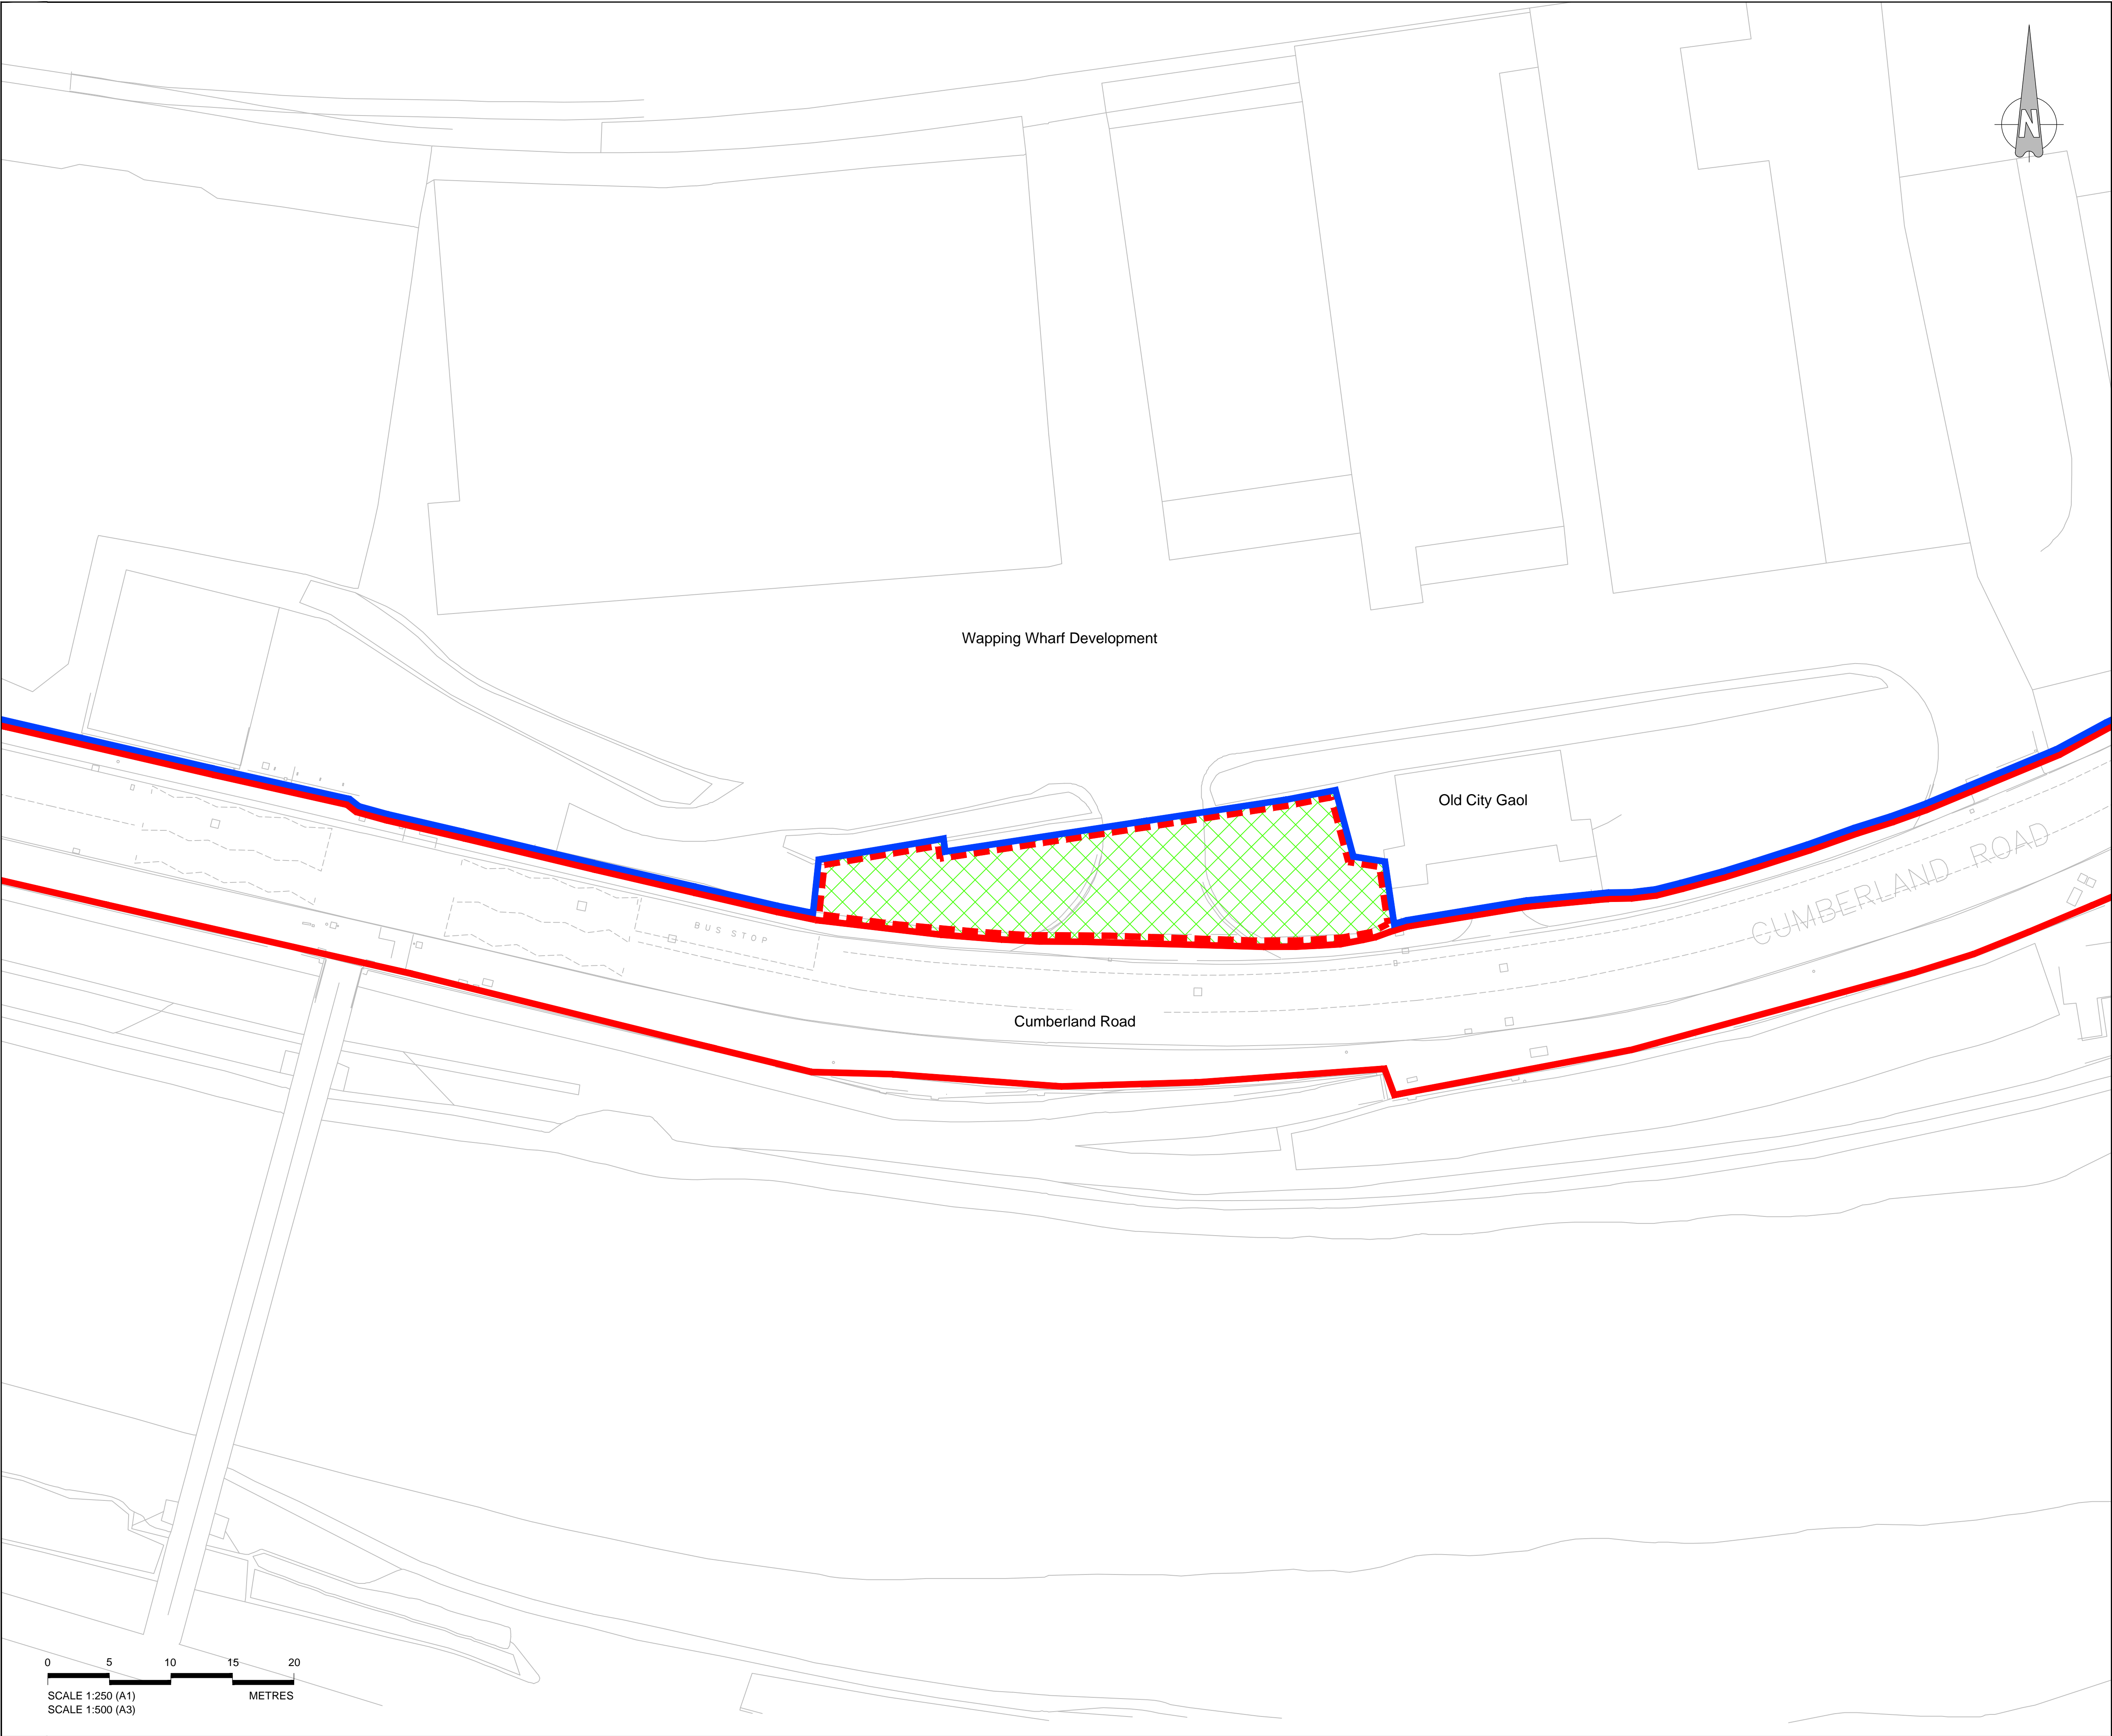 N
Wapping Wharf Development
Old City Gaol
CUMBERLAND ROAD
BUS STOP
Cumberland Road
0 5 10 15 20
SCALE 1:250 (A1) METRES
SCALE 1:500 (A3)